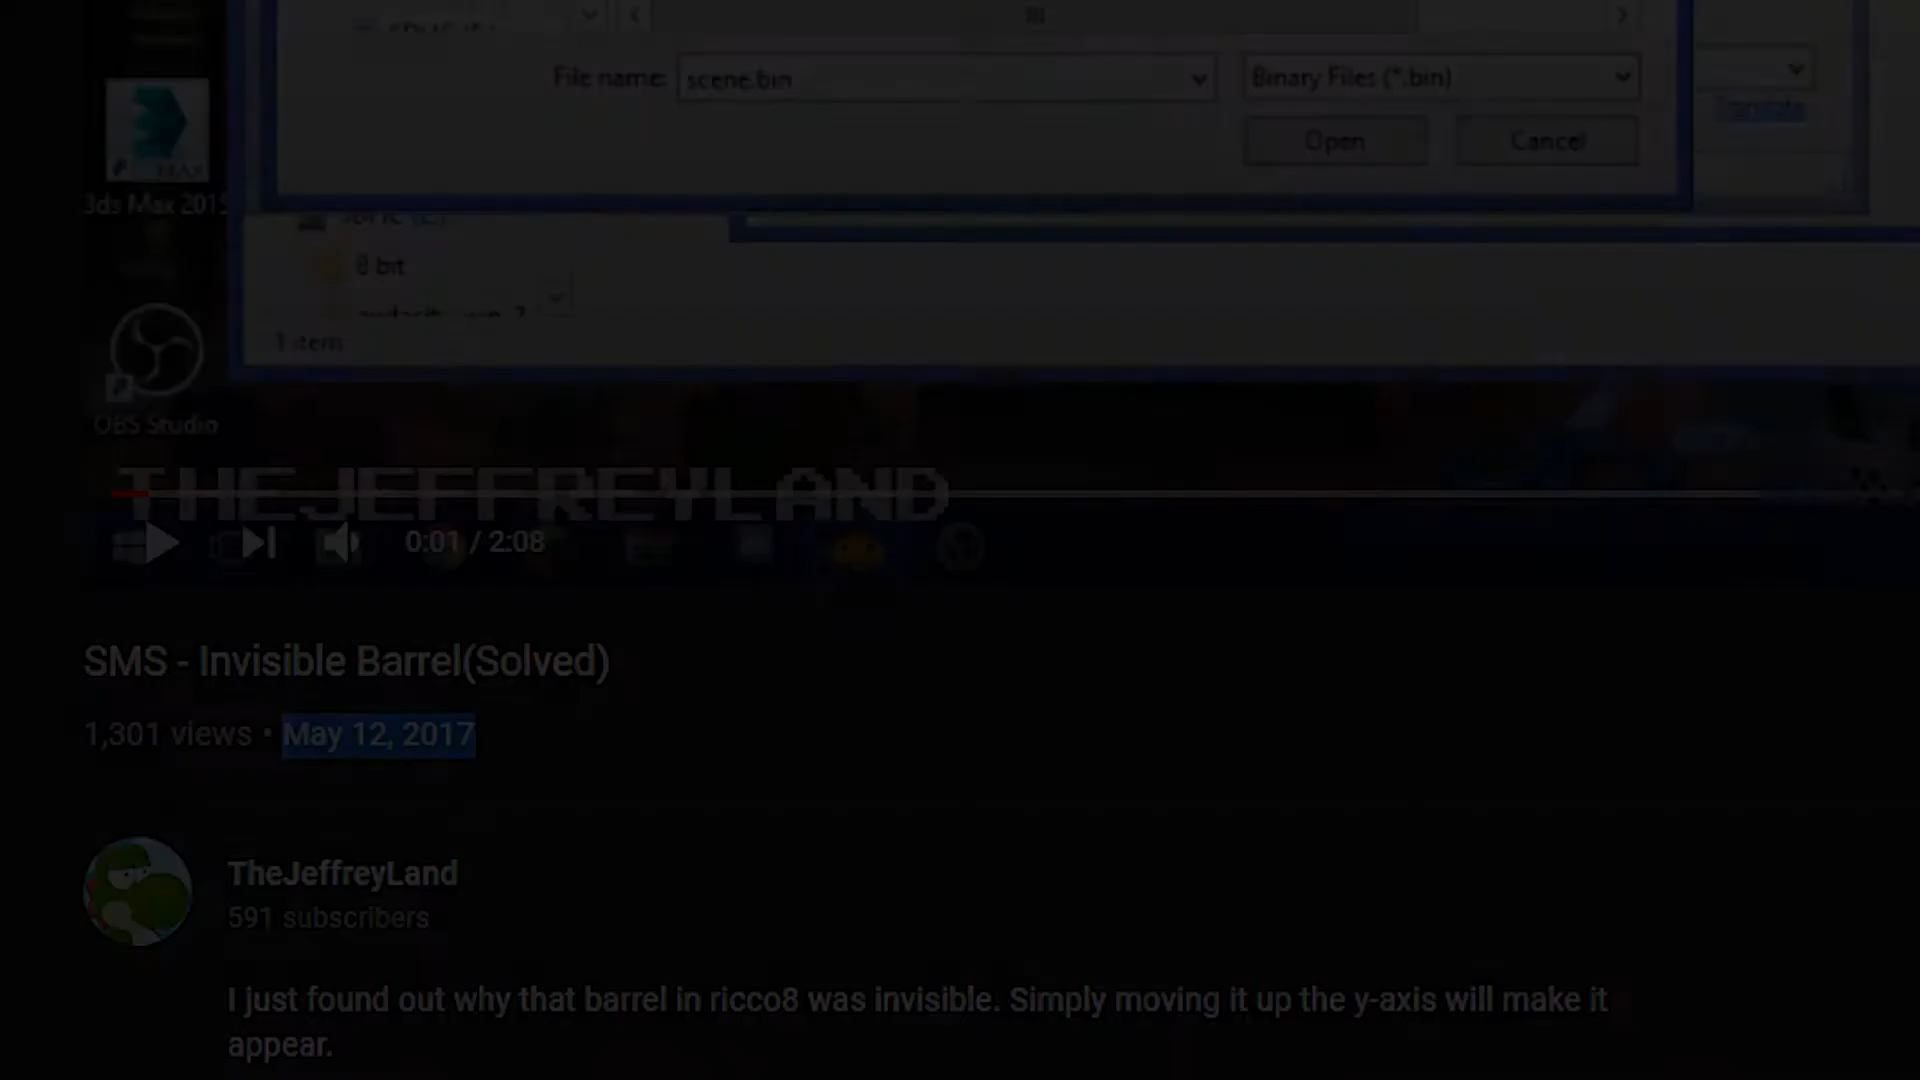 File name:
scene.bin
Binary Files (*.bin)
Translate
Open
Cancel
MAX
3ds Max 2015
8 bit
1 item
OBS Studio
THEJEFFREYLAND
0:01 / 2:08
SMS - Invisible Barrel(Solved)
1,301 views • May 12, 2017
TheJeffreyLand
591 subscribers
I just found out why that barrel in ricco8 was invisible. Simply moving it up the y-axis will make it
appear.